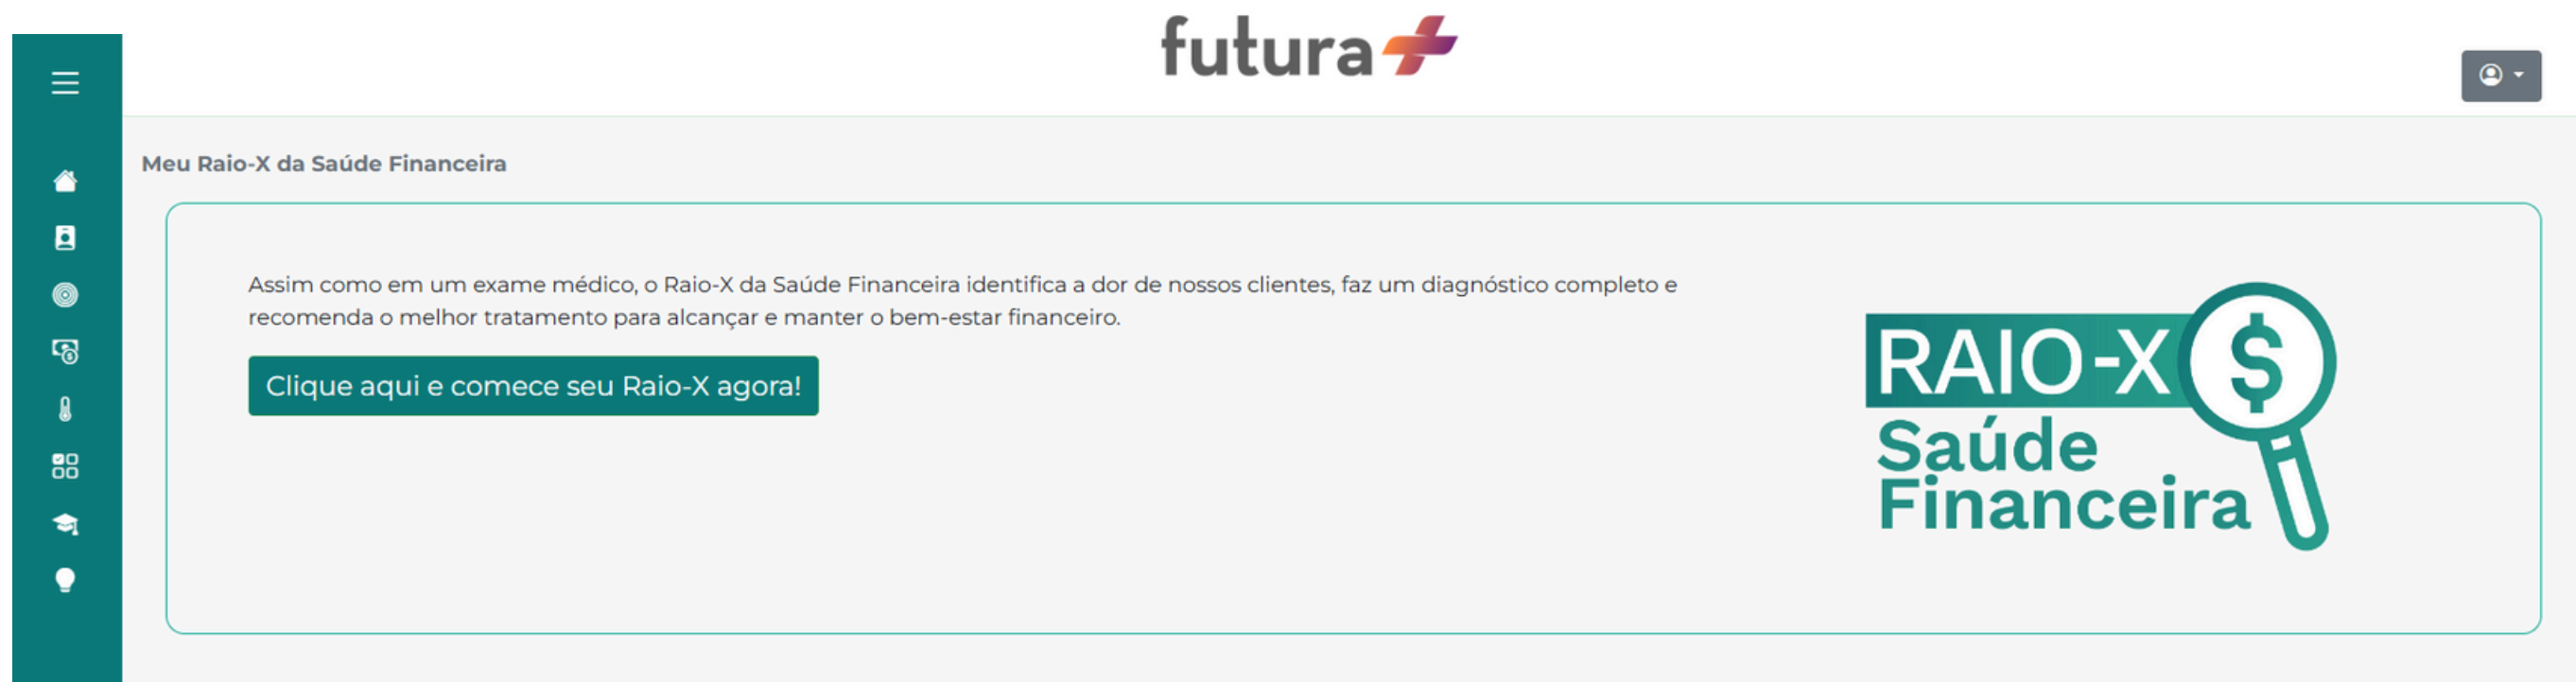 futura
Meu Raio-X da Saúde Financeira
Assim como em um exame médico, o Raio-X da Saúde Financeira identifica a dor de nossos clientes, faz um diagnóstico completo e
recomenda o melhor tratamento para alcançar e manter o bem-estar financeiro.
Clique aqui e comece seu Raio-X agora!
RAIO-X $
Saúde
Financeira